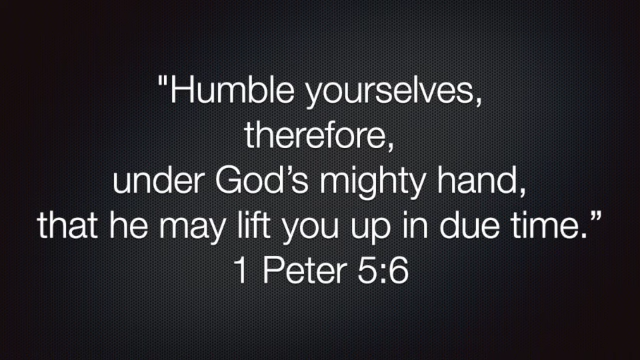 "Humble yourselves,
therefore,
under God’s mighty hand,
that he may lift you up in due time.”
1 Peter 5:6